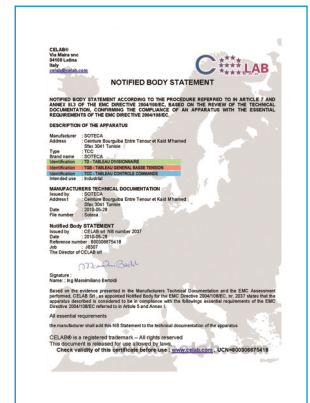 CELAB®
Via Maira snc
04100 Latina
Italy
celab@celab.com
C LAB
NOTIFIED BODY STATEMENT
NOTIFIED BODY STATEMENT ACCORDING TO THE PROCEDURE REFERRED TO IN ARTICLE 7 AND
ANNEX III.3 OF THE EMC DIRECTIVE 2004/108/EC, BASED ON THE REVIEW OF THE TECHNICAL
DOCUMENTATION, CONFIRMING THE COMPLIANCE OF AN APPARATUS WITH THE ESSENTIAL
REQUIREMENTS OF THE EMC DIRECTIVE 2004/108/EC.
DESCRIPTION OF THE APPARATUS
Manufacturer : SOTECA
Address : Ceinture Bourguiba Entre Tenour et Kaid M'hamed
Sfax 3041 Tunisie
Type : TCC
Brand name : SOTECA
Identification : TD - TABLEAU DIVISIONNAIRE
Identification : TGB - TABLEAU GENERAL BASSE TENSION
Identification : TCC - TABLEAU CONTROLE COMMANDE
Intended use : Industrial
MANUFACTURERS TECHNICAL DOCUMENTATION
Issued by : SOTECA
Address1 : Ceinture Bourguiba Entre Tenour et Kaid M'hamed
Sfax 3041 Tunisie
Date : 2010-05-28
File number : Soteca
Notified Body STATEMENT
Issued by : CELAB srl NB number 2037
Date : 2010-05-28
Reference number : 800306675418
Job : J6307
The Director of CELAB srl
Signature :
Name : Ing Massimiliano Bertoldi
Based on the evidence presented in the Manufacturers Technical Documentation and the EMC Assessment
performed, CELAB Srl , as appointed Notified Body for the EMC Directive 2004/108/EC, nr. 2037 states that the
apparatus described is considered to be in compliance with the following essential requirements of the EMC
Directive 2004/108/EC referred to in Article 5 and Annex I.
All essential requirements
the manufacturer shall add this NB Statement to the technical documentation of the apparatus
CELAB® is a registered trademark – All rights reserved
This document is released for use allowed by laws.
Check validity of this certificate before use : www.celab.com , UCN=800306675418